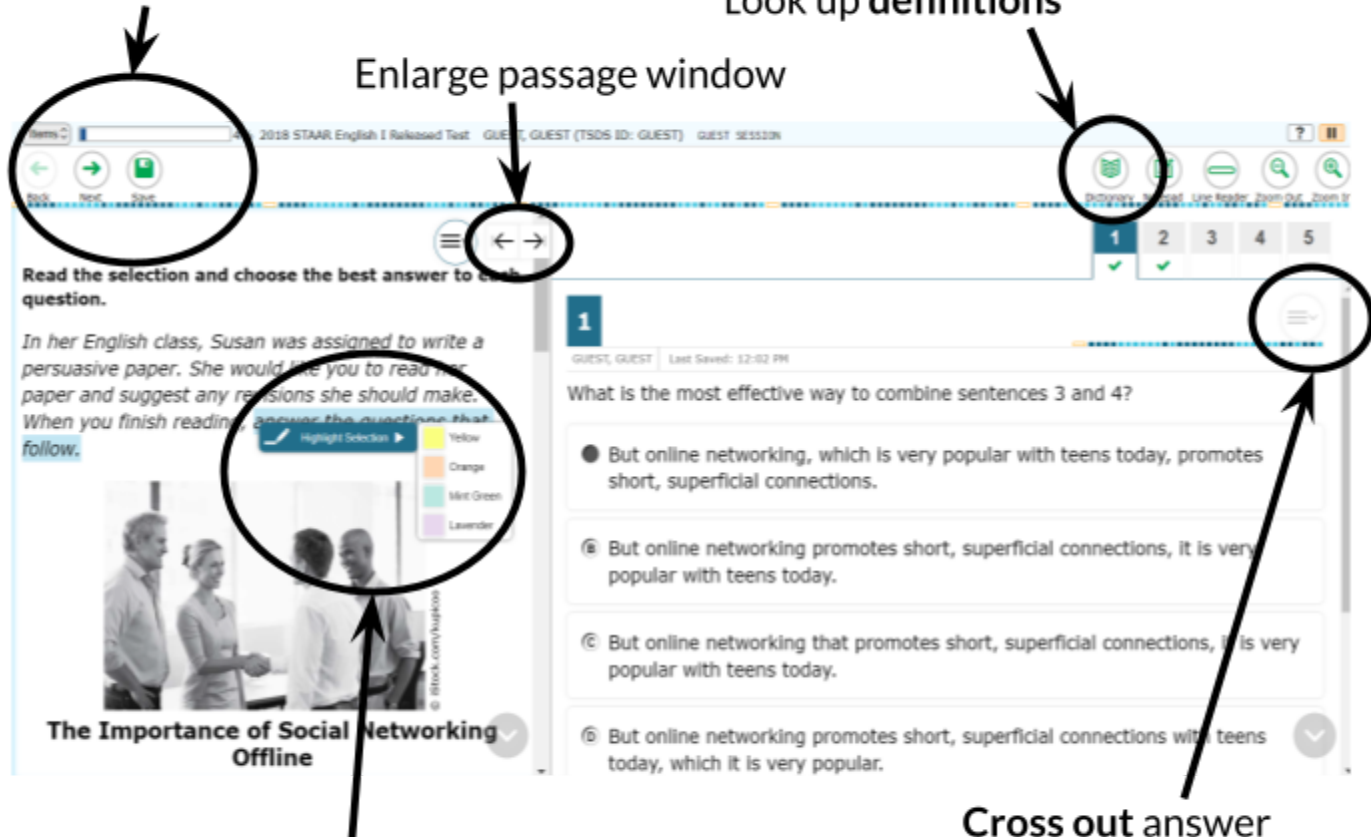 Look up definitions
Enlarge passage window
Items
2018 STAAR English I Released Test GUEST, GUEST (TSDS ID: GUEST) GUEST SESSION
?
Back Next Save
Dictionary Notepad Line Reader Zoom Out Zoom In
1 2 3 4 5
Read the selection and choose the best answer to each
question.
In her English class, Susan was assigned to write a
persuasive paper. She would like you to read her
paper and suggest any revisions she should make.
When you finish reading, answer the questions that
follow.
Highlight Selection
Yellow
Orange
Mint Green
Lavender
© iStock.com/kupicoo
The Importance of Social Networking
Offline
1
GUEST, GUEST Last Saved: 12:02 PM
What is the most effective way to combine sentences 3 and 4?
But online networking, which is very popular with teens today, promotes
short, superficial connections.
B But online networking promotes short, superficial connections, it is very
popular with teens today.
C But online networking that promotes short, superficial connections, it is very
popular with teens today.
D But online networking promotes short, superficial connections with teens
today, which it is very popular.
Cross out answer